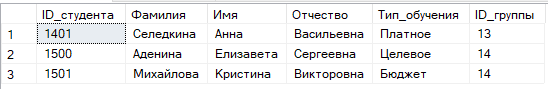 ID_студента Фамилия Имя Отчество Тип_обучения ID_группы
1 1401 Селедкина Анна Васильевна Платное 13
2 1500 Аденина Елизавета Сергеевна Целевое 14
3 1501 Михайлова Кристина Викторовна Бюджет 14